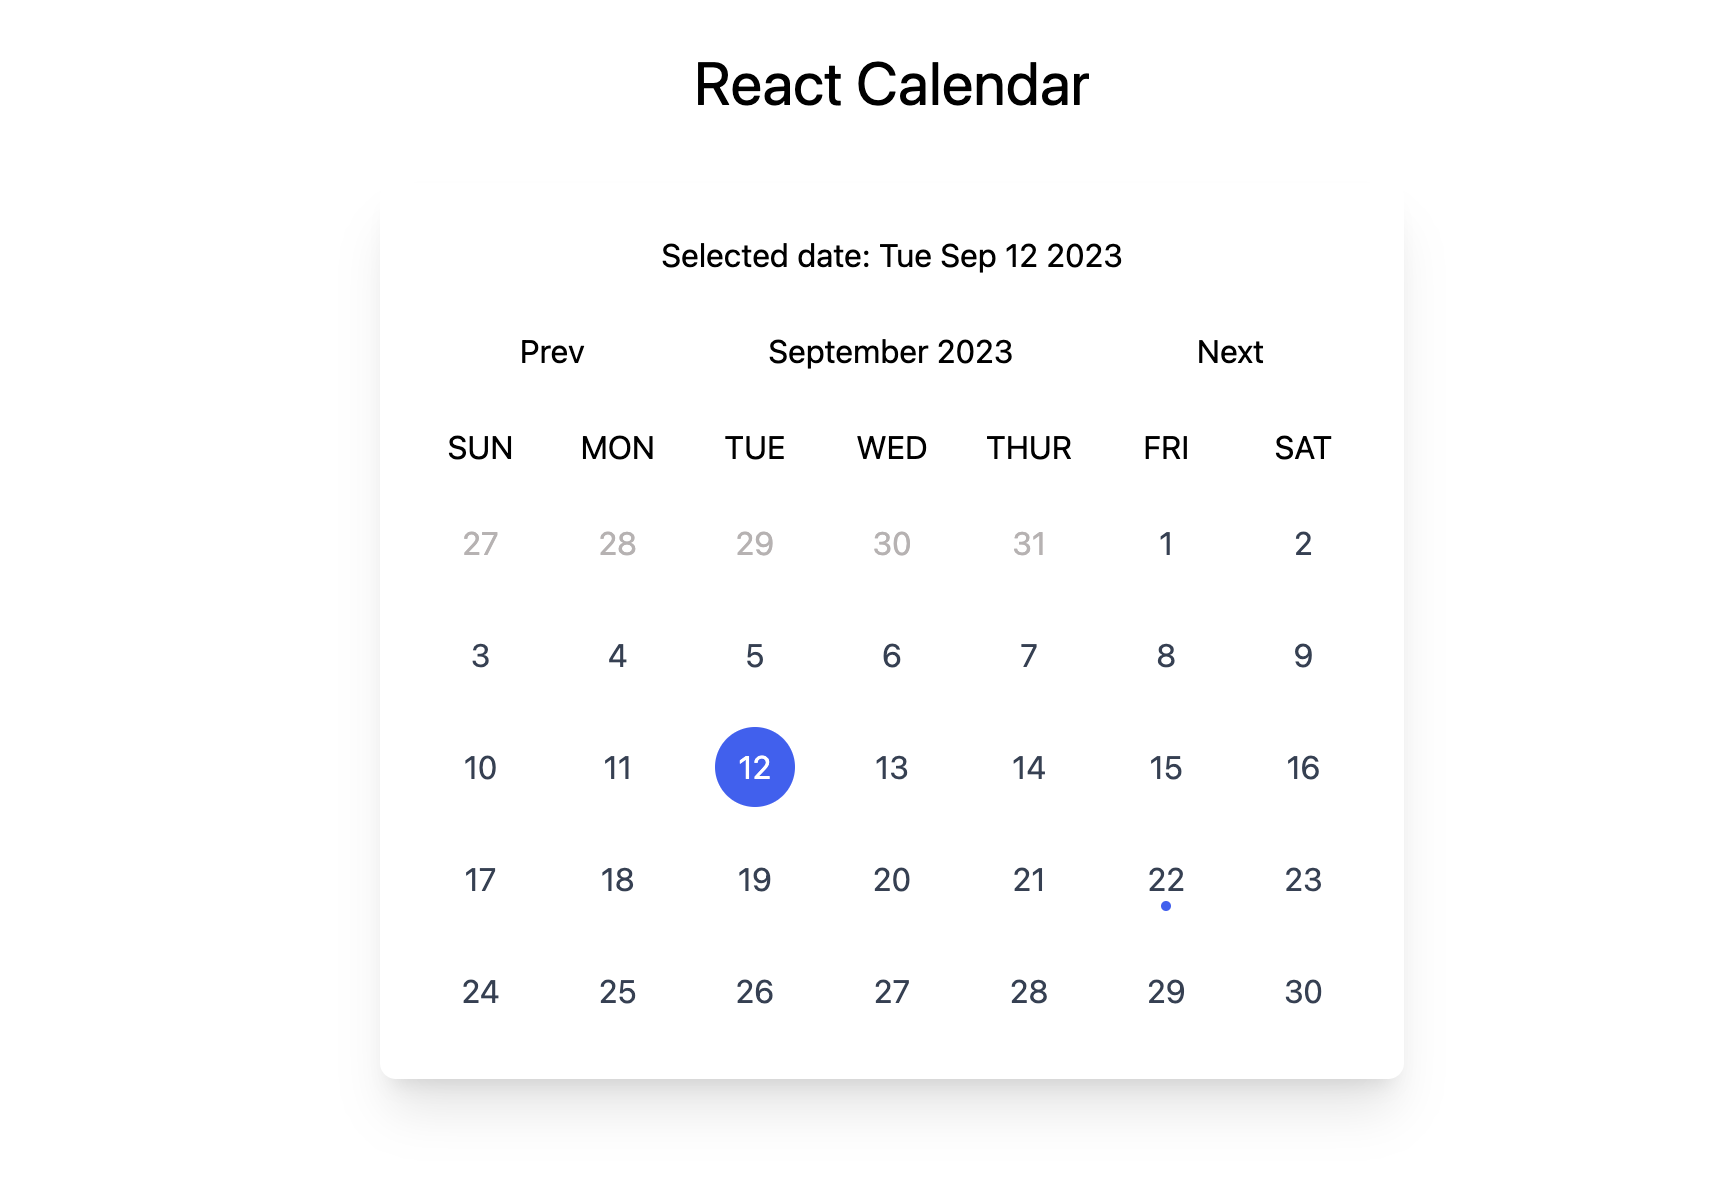 React Calendar
Selected date: Tue Sep 12 2023
Prev September 2023 Next
SUN MON TUE WED THUR FRI SAT
27 28 29 30 31 1 2
3 4 5 6 7 8 9
10 11 12 13 14 15 16
17 18 19 20 21 22 23
24 25 26 27 28 29 30